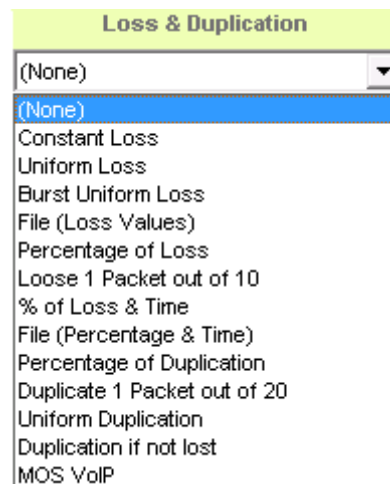 Loss & Duplication
(None)
(None)
Constant Loss
Uniform Loss
Burst Uniform Loss
File (Loss Values)
Percentage of Loss
Loose 1 Packet out of 10
% of Loss & Time
File (Percentage & Time)
Percentage of Duplication
Duplicate 1 Packet out of 20
Uniform Duplication
Duplication if not lost
MOS VoIP